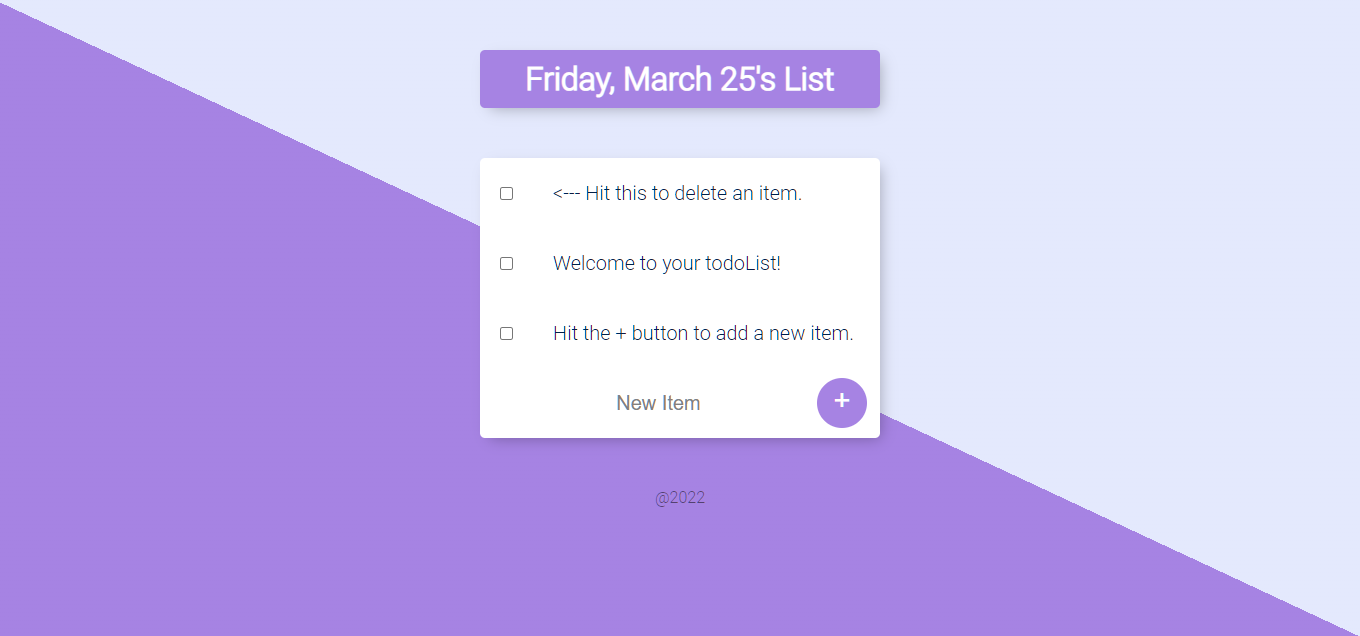 Friday, March 25's List
<--- Hit this to delete an item.
Welcome to your todoList!
Hit the + button to add a new item.
New Item +
@2022